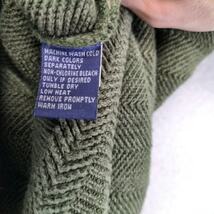 MACHINE WASH COLD
DARK COLORS
SEPARATELY
NON-CHLORINE BLEACH
ONLY IF DESIRED
TUMBLE DRY
LOW HEAT
REMOVE PROMPTLY
WARM IRON